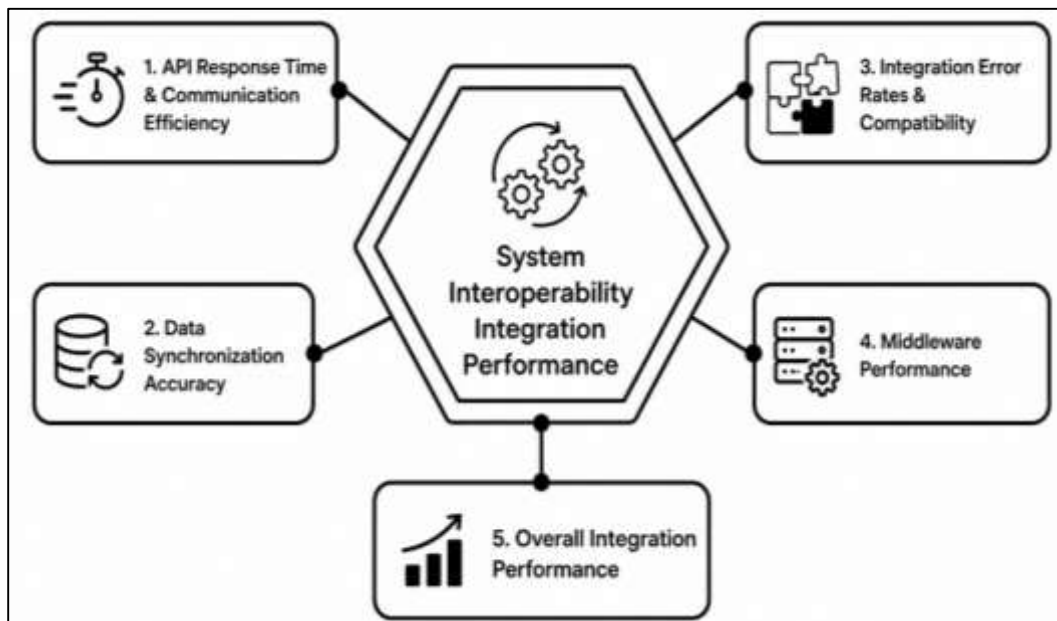 1. API Response Time
& Communication
Efficiency
3. Integration Error
Rates &
Compatibility
System
Interoperability
Integration
Performance
2. Data
Synchronization
Accuracy
4. Middleware
Performance
5. Overall Integration
Performance